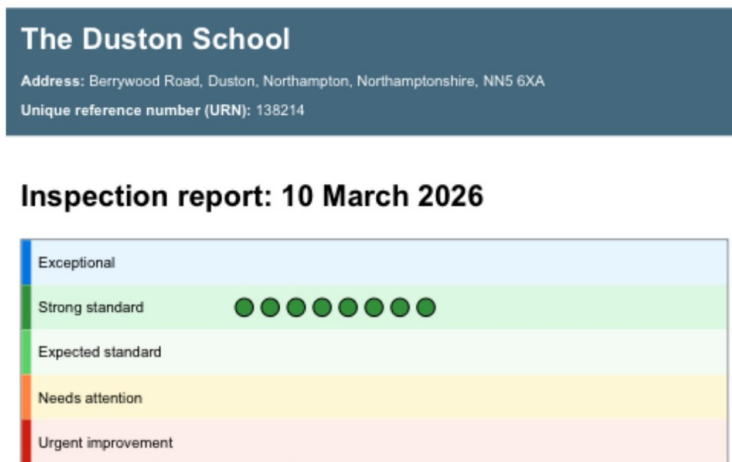 The Duston School
Address: Berrywood Road, Duston, Northampton, Northamptonshire, NN5 6XA
Unique reference number (URN): 138214
Inspection report: 10 March 2026
Exceptional
Strong standard
Expected standard
Needs attention
Urgent improvement